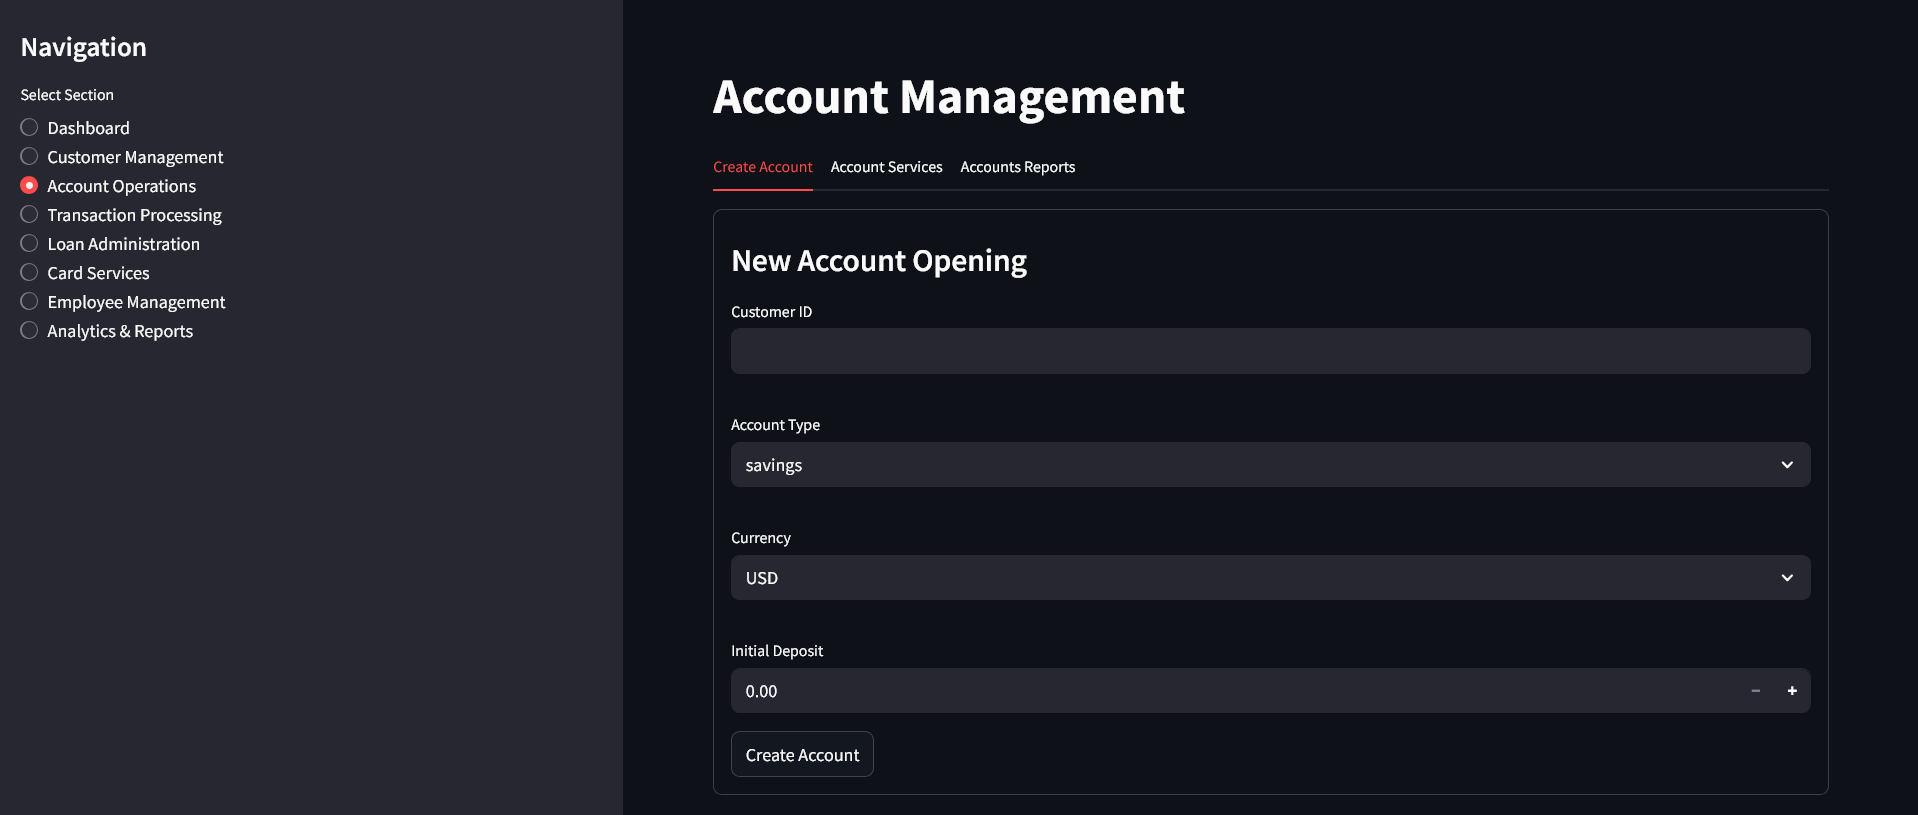 Navigation
Select Section
Dashboard
Customer Management
Account Operations
Transaction Processing
Loan Administration
Card Services
Employee Management
Analytics & Reports
Account Management
Create Account Account Services Accounts Reports
New Account Opening
Customer ID
Account Type
savings
Currency
USD
Initial Deposit
0.00
Create Account